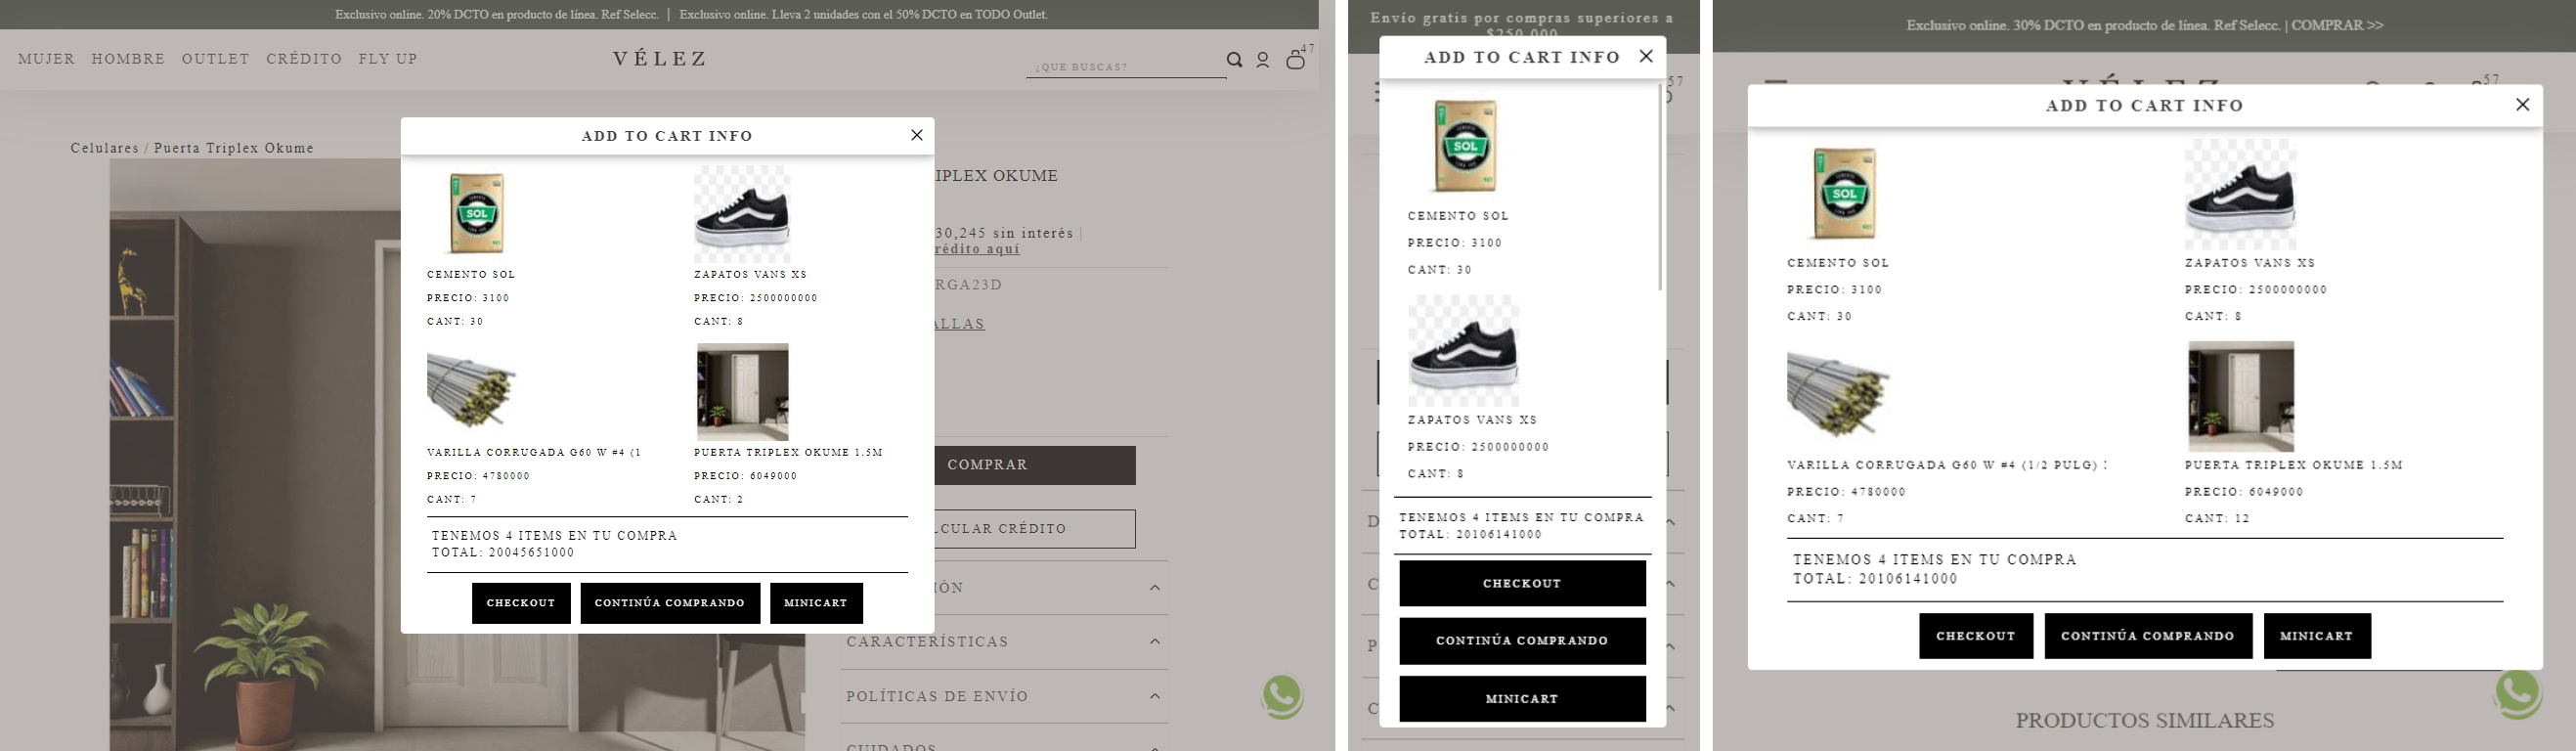 Exclusivo online. 20% DCTO en producto de línea. Ref Selecc. | Exclusivo online. Lleva 2 unidades con el 50% DCTO en TODO Outlet.
MUJER HOMBRE OUTLET CRÉDITO FLY UP
VÉLEZ
¿QUE BUSCAS?
47
Celulares / Puerta Triplex Okume
ADD TO CART INFO
IPLEX OKUME
30,245 sin interés |
rédito aquí
RGA23D
ALLAS
COMPRAR
LCULAR CRÉDITO
IÓN
CARACTERÍSTICAS
POLÍTICAS DE ENVÍO
CUIDADOS
SOL
CEMENTO SOL
PRECIO: 3100
CANT: 30
ZAPATOS VANS XS
PRECIO: 2500000000
CANT: 8
VARILLA CORRUGADA G60 W #4 (1
PRECIO: 4780000
CANT: 7
PUERTA TRIPLEX OKUME 1.5M
PRECIO: 6049000
CANT: 2
TENEMOS 4 ITEMS EN TU COMPRA
TOTAL: 20045651000
CHECKOUT
CONTINÚA COMPRANDO
MINICART
Envío gratis por compras superiores a
$250.000
57
ADD TO CART INFO
SOL
CEMENTO SOL
PRECIO: 3100
CANT: 30
ZAPATOS VANS XS
PRECIO: 2500000000
CANT: 8
D
C
P
C
TENEMOS 4 ITEMS EN TU COMPRA
TOTAL: 20106141000
CHECKOUT
CONTINÚA COMPRANDO
MINICART
Exclusivo online. 30% DCTO en producto de línea. Ref Selecc. | COMPRAR >>
VÉLEZ
57
ADD TO CART INFO
SOL
CEMENTO SOL
PRECIO: 3100
CANT: 30
ZAPATOS VANS XS
PRECIO: 2500000000
CANT: 8
VARILLA CORRUGADA G60 W #4 (1/2 PULG)
PRECIO: 4780000
CANT: 7
PUERTA TRIPLEX OKUME 1.5M
PRECIO: 6049000
CANT: 12
TENEMOS 4 ITEMS EN TU COMPRA
TOTAL: 20106141000
CHECKOUT
CONTINÚA COMPRANDO
MINICART
PRODUCTOS SIMILARES